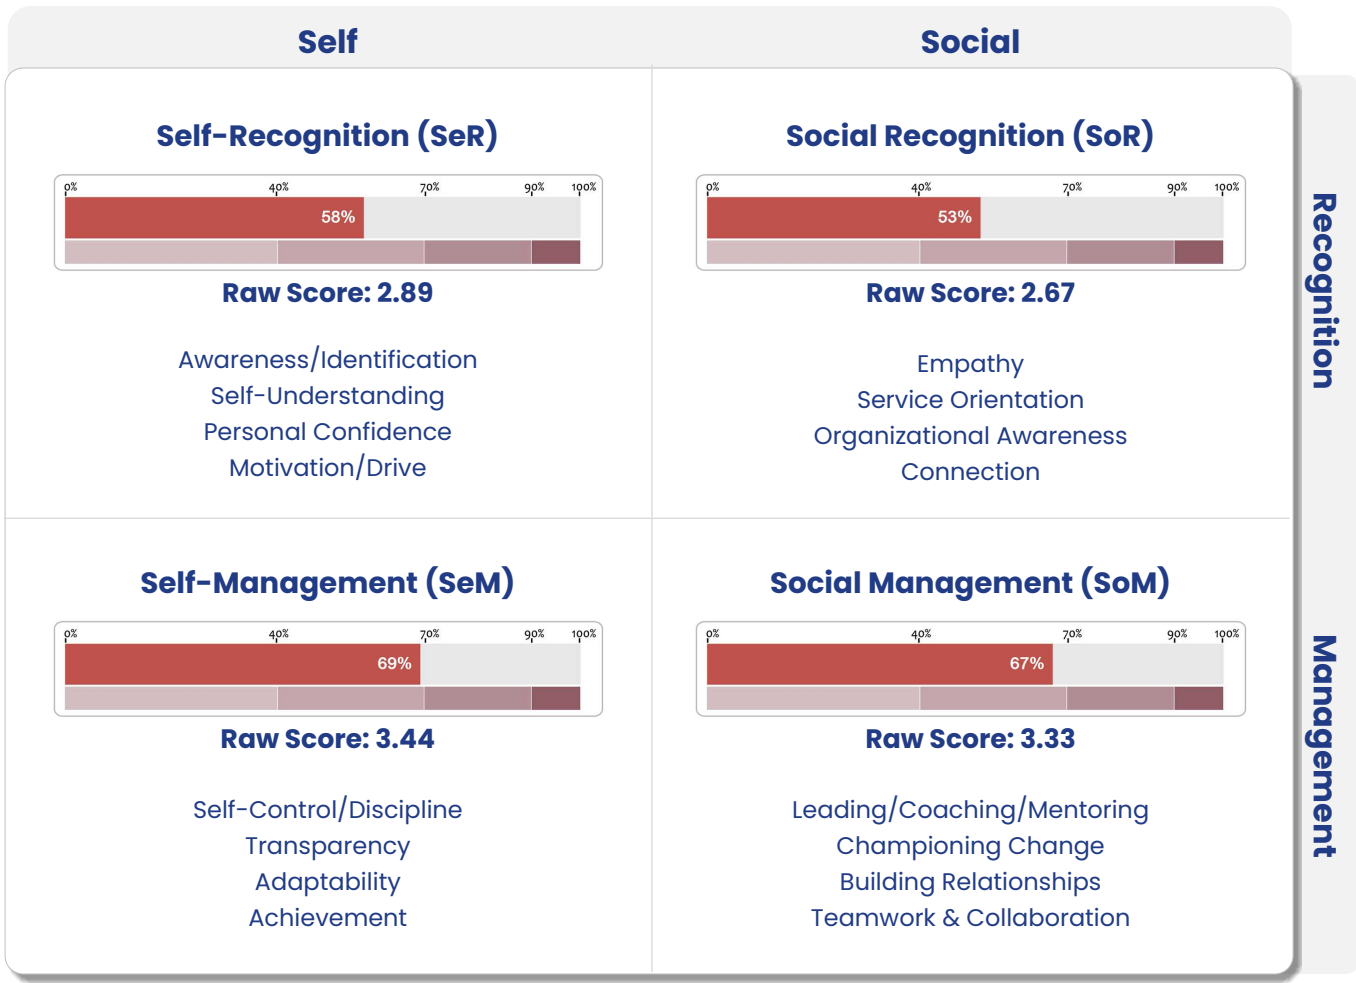 Self
Social
Self-Recognition (SeR)
0% 40% 70% 90% 100%
58%
Raw Score: 2.89
Awareness/Identification
Self-Understanding
Personal Confidence
Motivation/Drive
Social Recognition (SoR)
0% 40% 70% 90% 100%
53%
Raw Score: 2.67
Empathy
Service Orientation
Organizational Awareness
Connection
Recognition
Self-Management (SeM)
0% 40% 70% 90% 100%
69%
Raw Score: 3.44
Self-Control/Discipline
Transparency
Adaptability
Achievement
Social Management (SoM)
0% 40% 70% 90% 100%
67%
Raw Score: 3.33
Leading/Coaching/Mentoring
Championing Change
Building Relationships
Teamwork & Collaboration
Management